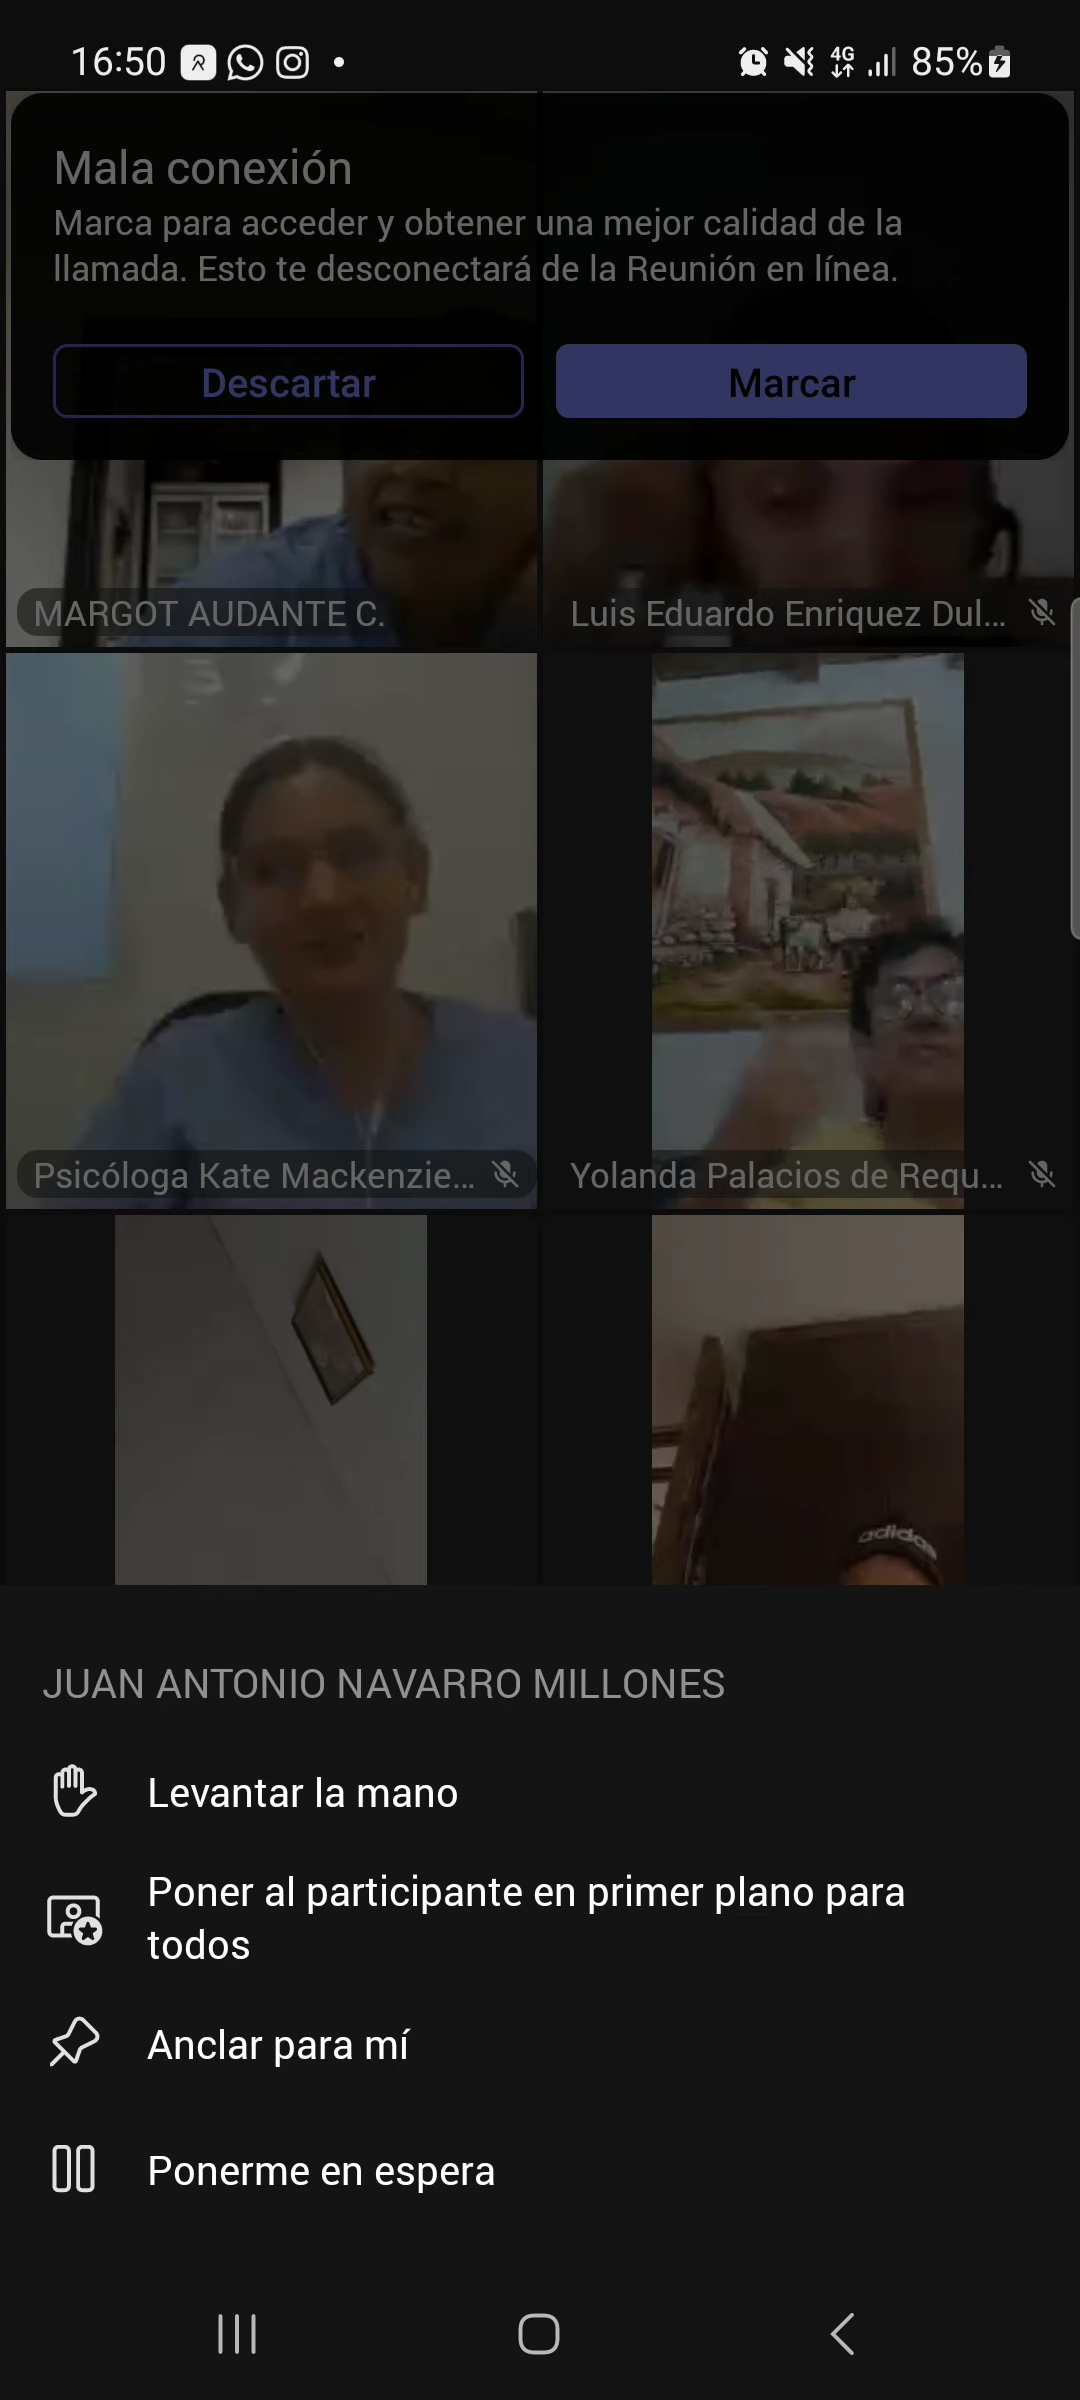 16:50
4G
85%
Mala conexión
Marca para acceder y obtener una mejor calidad de la
llamada. Esto te desconectará de la Reunión en línea.
Descartar
Marcar
MARGOT AUDANTE C.
Luis Eduardo Enriquez Dul...
Psicóloga Kate Mackenzie...
Yolanda Palacios de Requ...
adidas
JUAN ANTONIO NAVARRO MILLONES
Levantar la mano
Poner al participante en primer plano para
todos
Anclar para mí
Ponerme en espera